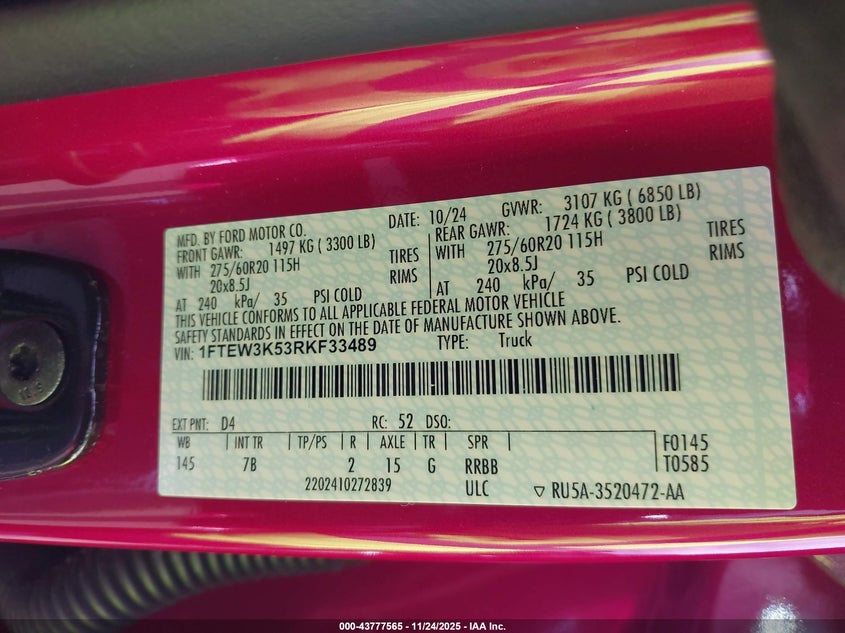 MFD. BY FORD MOTOR CO.
DATE: 10/24 GVWR: 3107 KG ( 6850 LB)
FRONT GAWR: 1497 KG ( 3300 LB)
WITH 275/60R20 115H TIRES
20x8.5J RIMS
AT 240 kPa/ 35 PSI COLD
REAR GAWR: 1724 KG ( 3800 LB)
WITH 275/60R20 115H TIRES
20x8.5J RIMS
AT 240 kPa/ 35 PSI COLD
THIS VEHICLE CONFORMS TO ALL APPLICABLE FEDERAL MOTOR VEHICLE
SAFETY STANDARDS IN EFFECT ON THE DATE OF MANUFACTURE SHOWN ABOVE.
VIN: 1FTEW3K53RKF33489 TYPE: Truck
EXT PNT: D4 RC: 52 DSO:
WB INT TR TP/PS R AXLE TR SPR F0145
145 7B 2 15 G RRBB T0585
2202410272839 ULC ▽ RU5A-3520472-AA
000-43777565 - 11/24/2025 - IAA Inc.